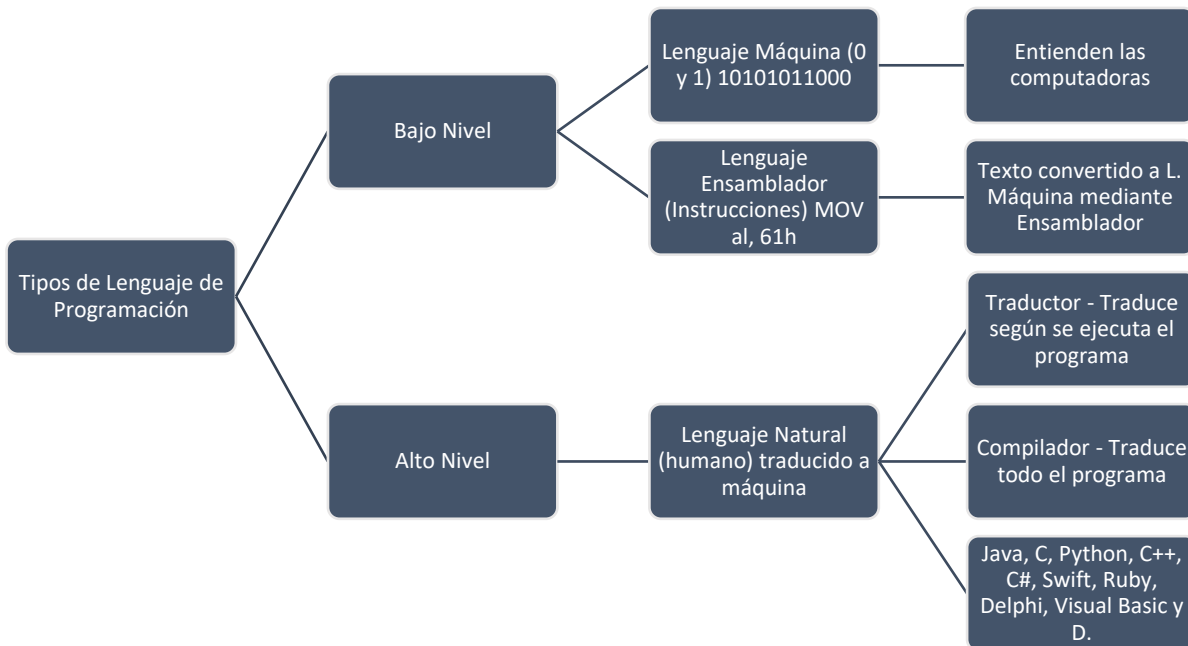 Tipos de Lenguaje de
Programación
Bajo Nivel
Lenguaje Máquina (0
y 1) 10101011000
Entienden las
computadoras
Lenguaje
Ensamblador
(Instrucciones) MOV
al, 61h
Texto convertido a L.
Máquina mediante
Ensamblador
Alto Nivel
Lenguaje Natural
(humano) traducido a
máquina
Traductor - Traduce
según se ejecuta el
programa
Compilador - Traduce
todo el programa
Java, C, Python, C++,
C#, Swift, Ruby,
Delphi, Visual Basic y
D.